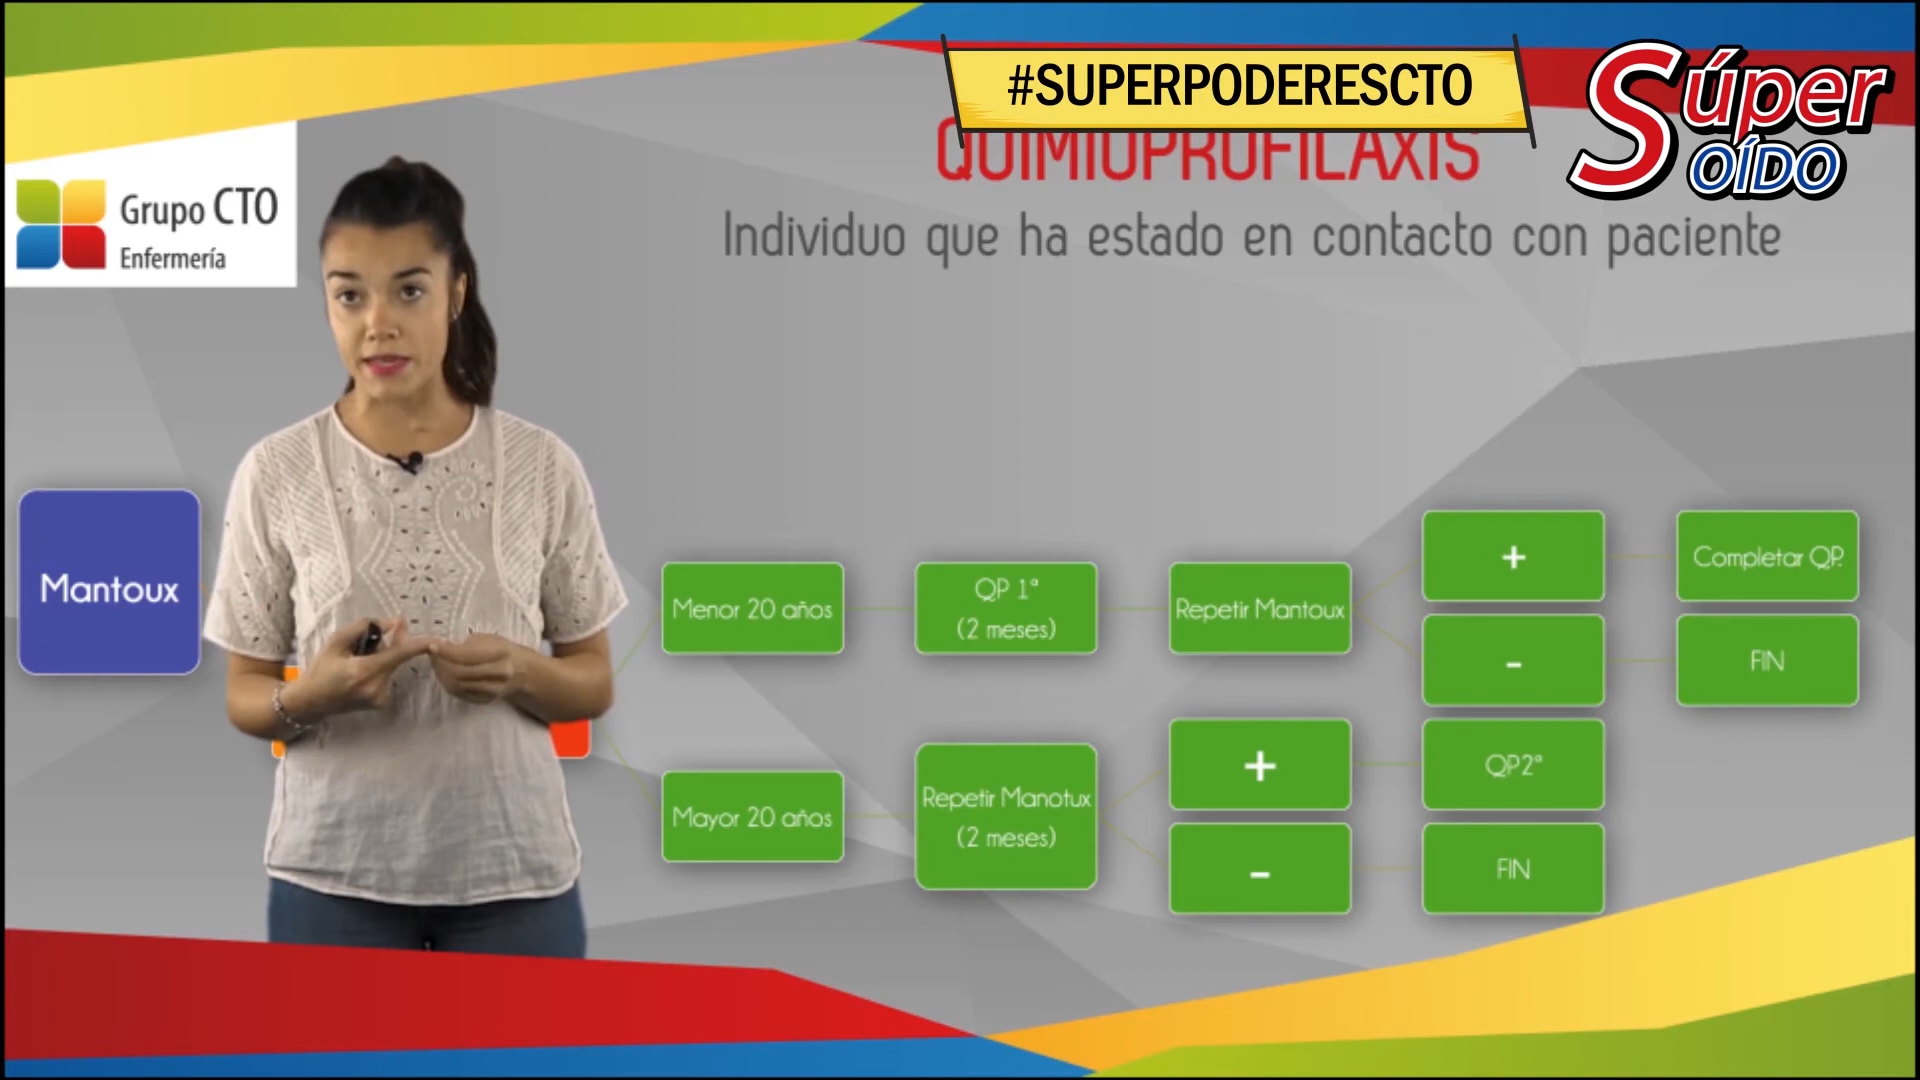 #SUPERPODERESCTO
Súper
OÍDO
QUIMIOPROFILAXIS
Individuo que ha estado en contacto con paciente
Grupo CTO
Enfermería
Mantoux
Menor 20 años
QP 1ª
(2 meses)
Repetir Mantoux
+
Completar QP.
-
FIN
Mayor 20 años
Repetir Manotux
(2 meses)
+
QP2ª
-
FIN